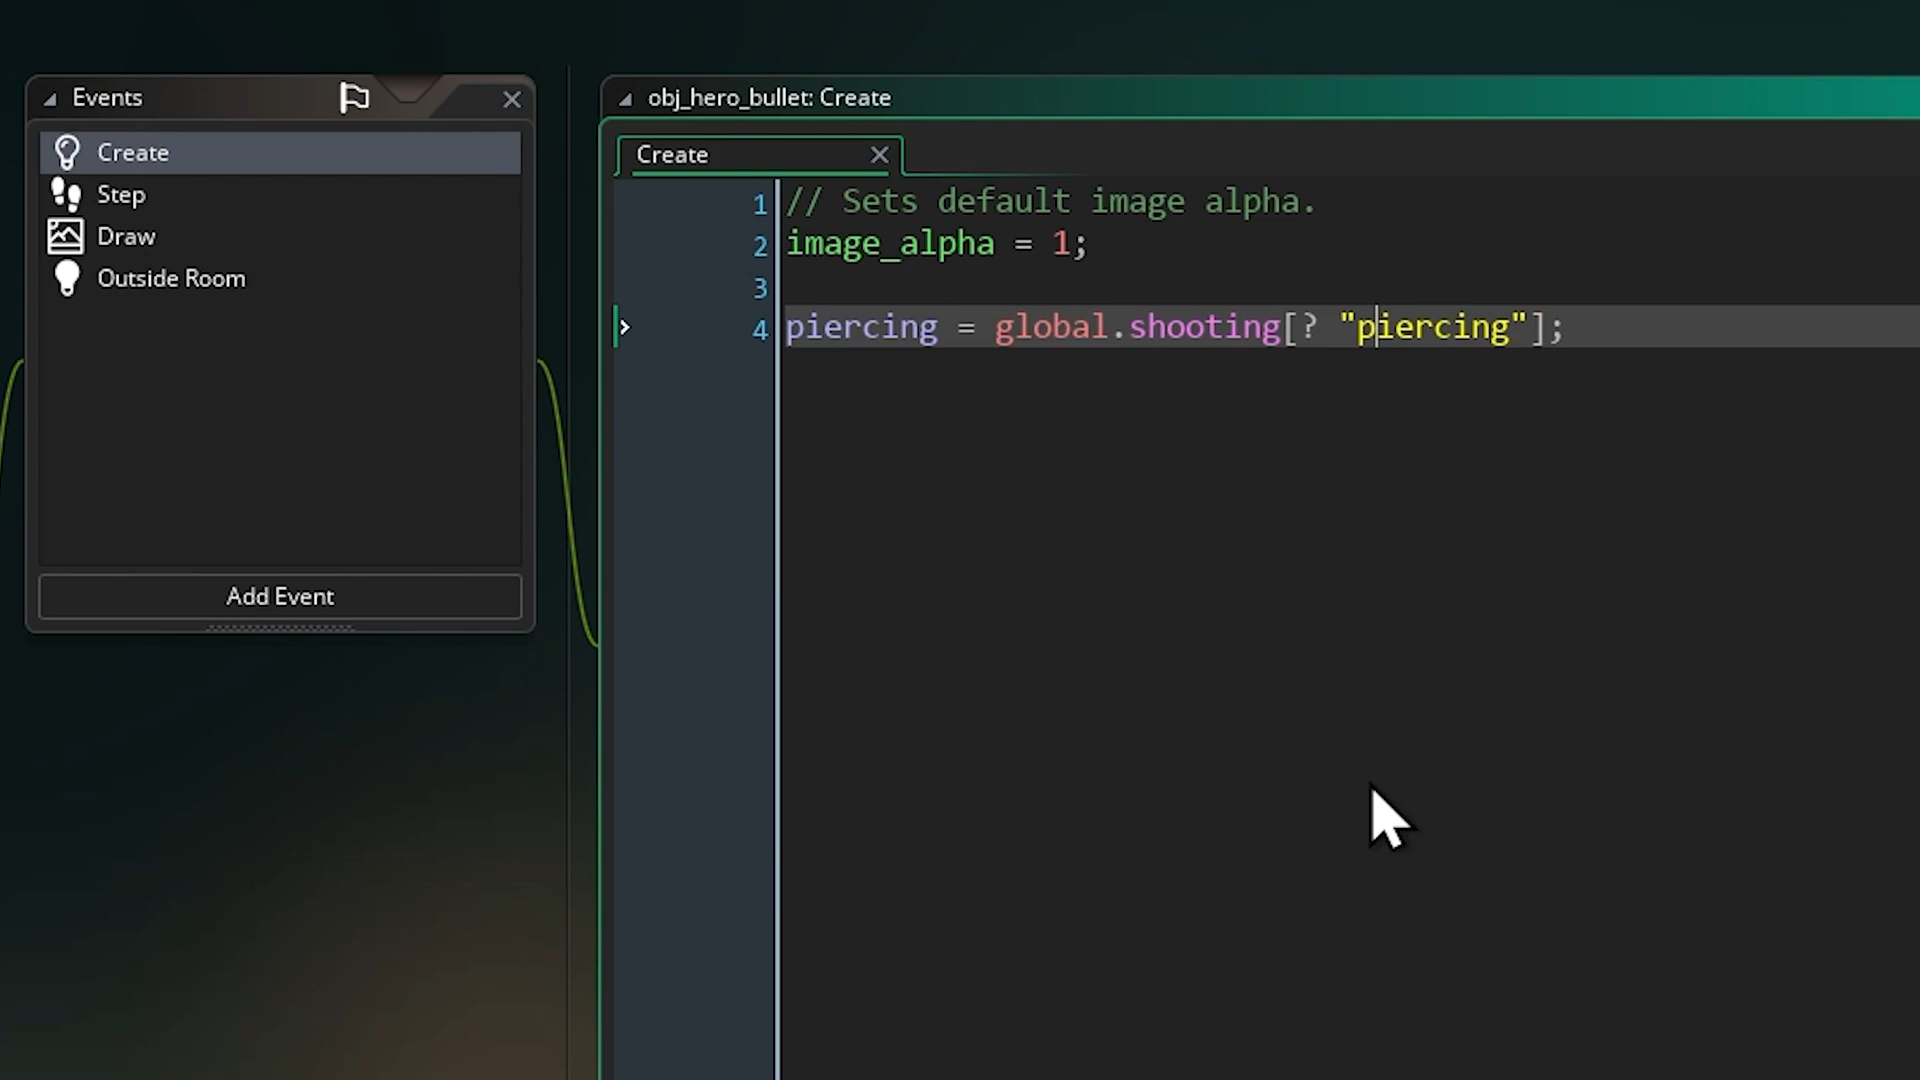 Events
Create
Step
Draw
Outside Room
Add Event
obj_hero_bullet: Create
Create
1 // Sets default image alpha.
2 image_alpha = 1;
3
4 piercing = global.shooting[? "piercing"];